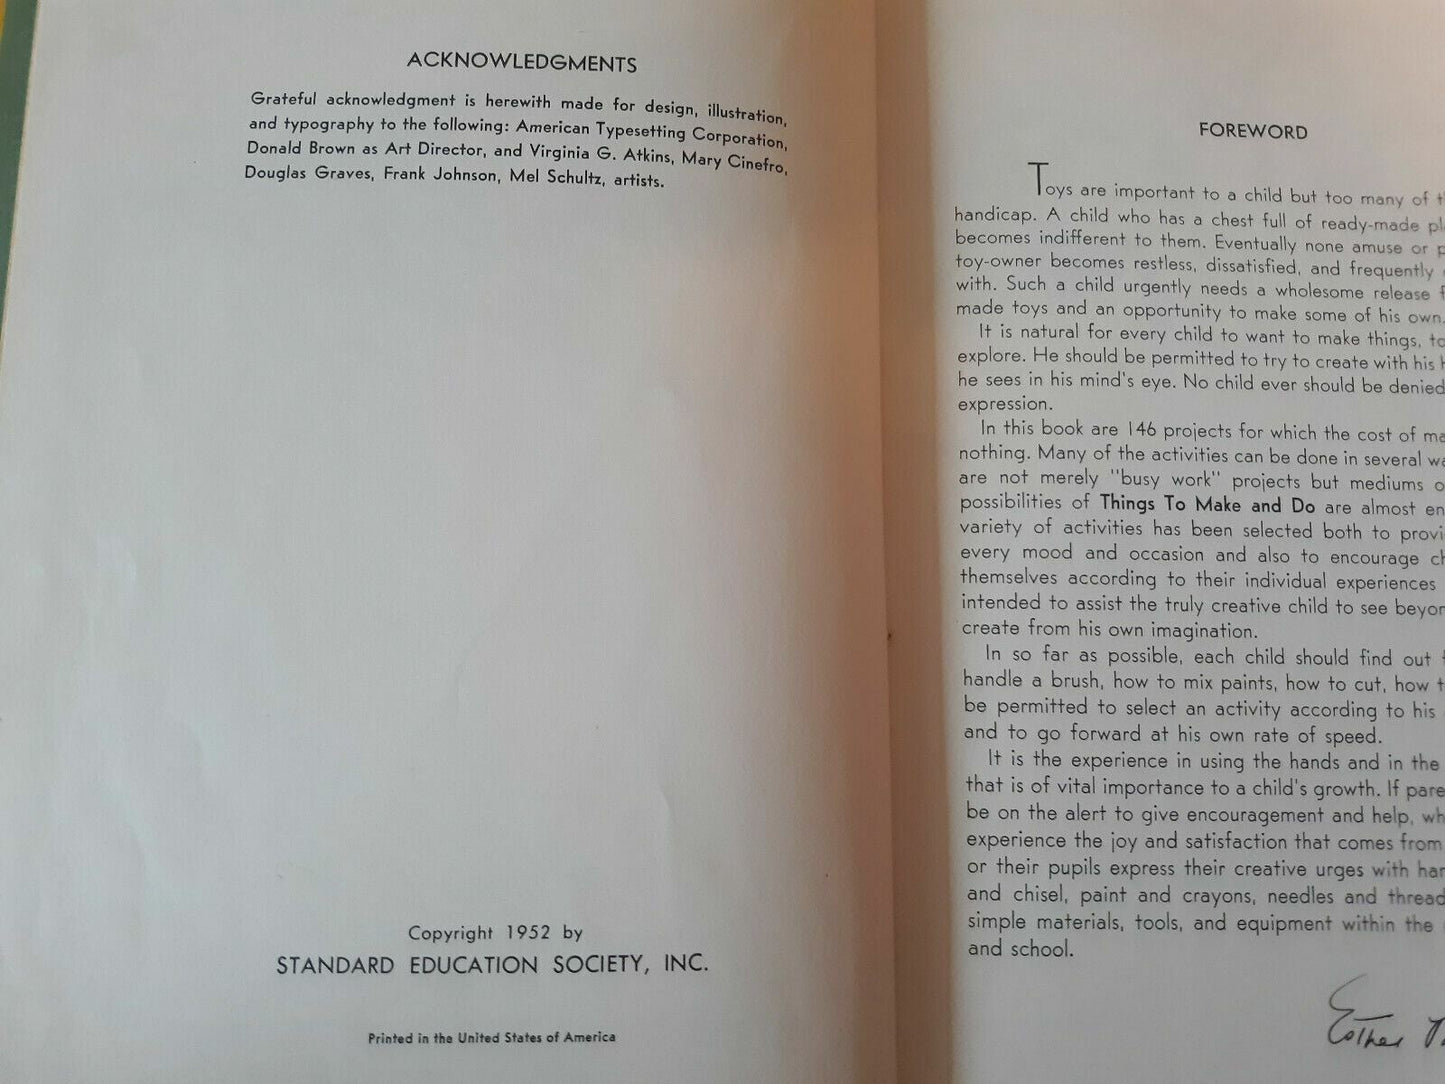 ACKNOWLEDGMENTS
Grateful acknowledgment is herewith made for design, illustration,
and typography to the following: American Typesetting Corporation,
Donald Brown as Art Director, and Virginia G. Atkins, Mary Cinefro,
Douglas Graves, Frank Johnson, Mel Schultz, artists.
Copyright 1952 by
STANDARD EDUCATION SOCIETY, INC.
Printed in the United States of America
FOREWORD
Toys are important to a child but too many of
handicap. A child who has a chest full of ready-made
becomes indifferent to them. Eventually none amuse or
toy-owner becomes restless, dissatisfied, and frequently
with. Such a child urgently needs a wholesome release
made toys and an opportunity to make some of his own.
It is natural for every child to want to make things,
explore. He should be permitted to try to create with his
he sees in his mind's eye. No child ever should be denied
expression.
In this book are 146 projects for which the cost of
nothing. Many of the activities can be done in several
are not merely "busy work" projects but mediums
possibilities of Things To Make and Do are almost
variety of activities has been selected both to
every mood and occasion and also to encourage
themselves according to their individual experiences
intended to assist the truly creative child to see
create from his own imagination.
In so far as possible, each child should find out
handle a brush, how to mix paints, how to cut, how
be permitted to select an activity according to his
and to go forward at his own rate of speed.
It is the experience in using the hands and in the
that is of vital importance to a child's growth. If
be on the alert to give encouragement and help,
experience the joy and satisfaction that comes from
or their pupils express their creative urges with
and chisel, paint and crayons, needles and thread
simple materials, tools, and equipment within the
and school.
Esther